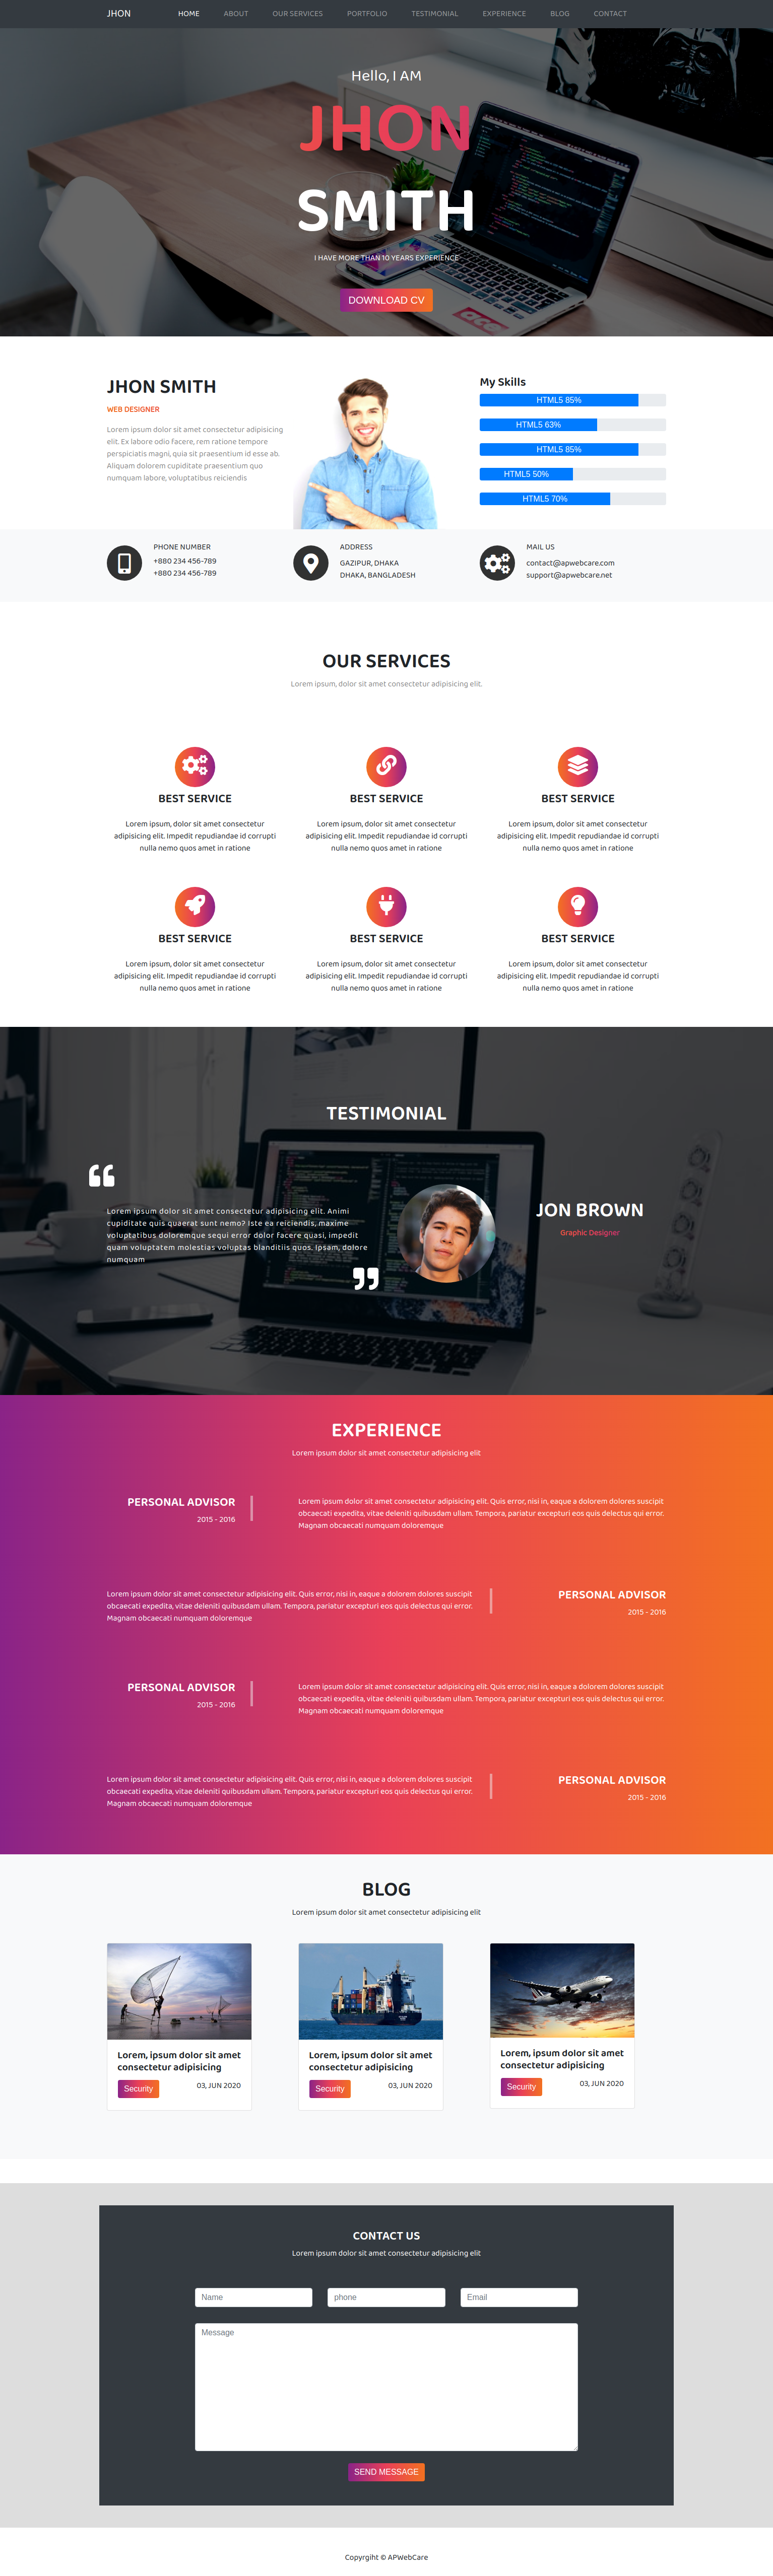 JHON
HOME
ABOUT
OUR SERVICES
PORTFOLIO
TESTIMONIAL
EXPERIENCE
BLOG
CONTACT
Hello, I AM
JHON
SMITH
I HAVE MORE THAN 10 YEARS EXPERIENCE
DOWNLOAD CV
JHON SMITH
WEB DESIGNER
Lorem ipsum dolor sit amet consectetur adipisicing
elit. Ex labore odio facere, rem ratione tempore
perspiciatis magni, quia sit praesentium id esse ab.
Aliquam dolorem cupiditate praesentium quo
numquam labore, voluptatibus reiciendis
My Skills
HTML5 85%
HTML5 63%
HTML5 85%
HTML5 50%
HTML5 70%
PHONE NUMBER
+880 234 456-789
+880 234 456-789
ADDRESS
GAZIPUR, DHAKA
DHAKA, BANGLADESH
MAIL US
contact@apwebcare.com
support@apwebcare.net
OUR SERVICES
Lorem ipsum, dolor sit amet consectetur adipisicing elit.
BEST SERVICE
Lorem ipsum, dolor sit amet consectetur
adipisicing elit. Impedit repudiandae id corrupti
nulla nemo quos amet in ratione
BEST SERVICE
Lorem ipsum, dolor sit amet consectetur
adipisicing elit. Impedit repudiandae id corrupti
nulla nemo quos amet in ratione
BEST SERVICE
Lorem ipsum, dolor sit amet consectetur
adipisicing elit. Impedit repudiandae id corrupti
nulla nemo quos amet in ratione
BEST SERVICE
Lorem ipsum, dolor sit amet consectetur
adipisicing elit. Impedit repudiandae id corrupti
nulla nemo quos amet in ratione
BEST SERVICE
Lorem ipsum, dolor sit amet consectetur
adipisicing elit. Impedit repudiandae id corrupti
nulla nemo quos amet in ratione
BEST SERVICE
Lorem ipsum, dolor sit amet consectetur
adipisicing elit. Impedit repudiandae id corrupti
nulla nemo quos amet in ratione
TESTIMONIAL
Lorem ipsum dolor sit amet consectetur adipisicing elit. Animi
cupiditate quis quaerat sunt nemo? Iste ea reiciendis, maxime
voluptatibus doloremque sequi error dolor facere quasi, impedit
quam voluptatem molestias voluptas blanditiis quos. Ipsam, dolore
numquam
JON BROWN
Graphic Designer
EXPERIENCE
Lorem ipsum dolor sit amet consectetur adipisicing elit
PERSONAL ADVISOR
2015 - 2016
Lorem ipsum dolor sit amet consectetur adipisicing elit. Quis error, nisi in, eaque a dolorem dolores suscipit
obcaecati expedita, vitae deleniti quibusdam ullam. Tempora, pariatur excepturi eos quis delectus qui error.
Magnam obcaecati numquam doloremque
Lorem ipsum dolor sit amet consectetur adipisicing elit. Quis error, nisi in, eaque a dolorem dolores suscipit
obcaecati expedita, vitae deleniti quibusdam ullam. Tempora, pariatur excepturi eos quis delectus qui error.
Magnam obcaecati numquam doloremque
PERSONAL ADVISOR
2015 - 2016
PERSONAL ADVISOR
2015 - 2016
Lorem ipsum dolor sit amet consectetur adipisicing elit. Quis error, nisi in, eaque a dolorem dolores suscipit
obcaecati expedita, vitae deleniti quibusdam ullam. Tempora, pariatur excepturi eos quis delectus qui error.
Magnam obcaecati numquam doloremque
Lorem ipsum dolor sit amet consectetur adipisicing elit. Quis error, nisi in, eaque a dolorem dolores suscipit
obcaecati expedita, vitae deleniti quibusdam ullam. Tempora, pariatur excepturi eos quis delectus qui error.
Magnam obcaecati numquam doloremque
PERSONAL ADVISOR
2015 - 2016
BLOG
Lorem ipsum dolor sit amet consectetur adipisicing elit
Lorem, ipsum dolor sit amet
consectetur adipisicing
Security
03, JUN 2020
Lorem, ipsum dolor sit amet
consectetur adipisicing
Security
03, JUN 2020
Lorem, ipsum dolor sit amet
consectetur adipisicing
Security
03, JUN 2020
CONTACT US
Lorem ipsum dolor sit amet consectetur adipisicing elit
Name
phone
Email
Message
SEND MESSAGE
Copyrgiht © APWebCare